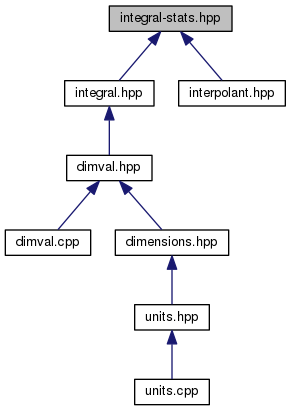 integral-stats.hpp
integral.hpp
interpolant.hpp
dimval.hpp
dimval.cpp
dimensions.hpp
units.hpp
units.cpp